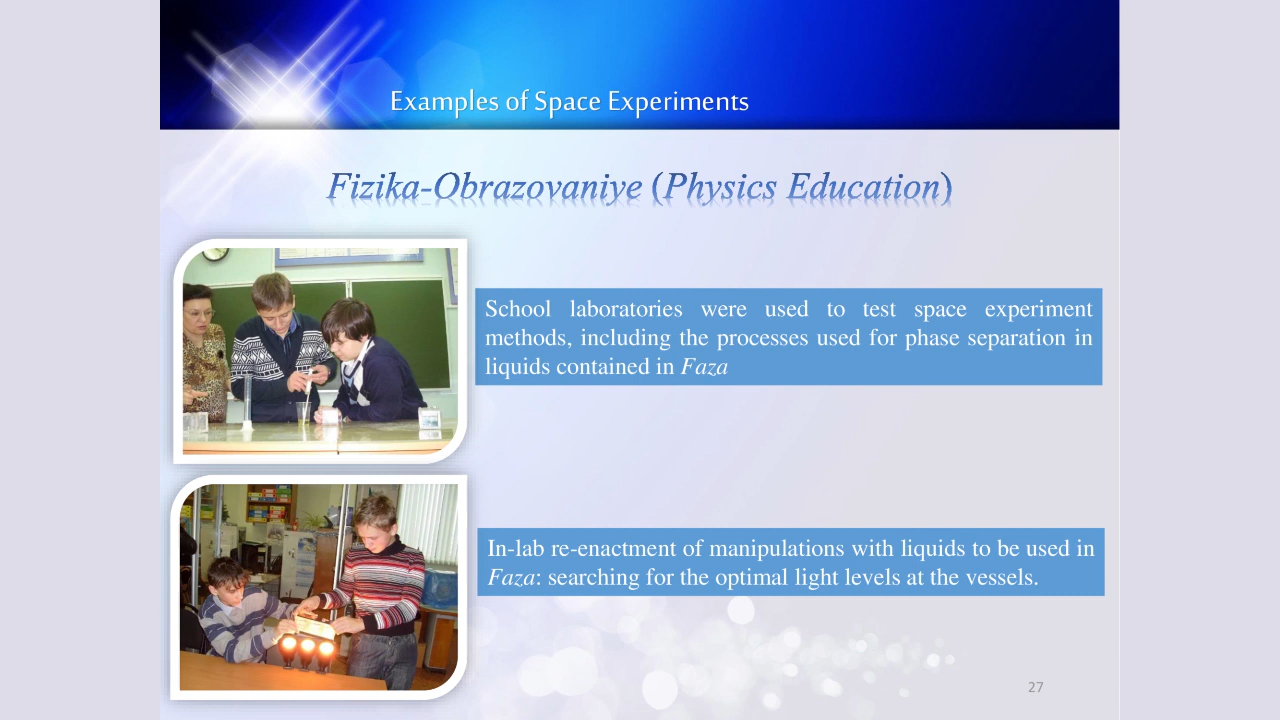 Examples of Space Experiments
Fizika-Obrazovaniye (Physics Education)
School laboratories were used to test space experiment
methods, including the processes used for phase separation in
liquids contained in Faza
In-lab re-enactment of manipulations with liquids to be used in
Faza: searching for the optimal light levels at the vessels.
27